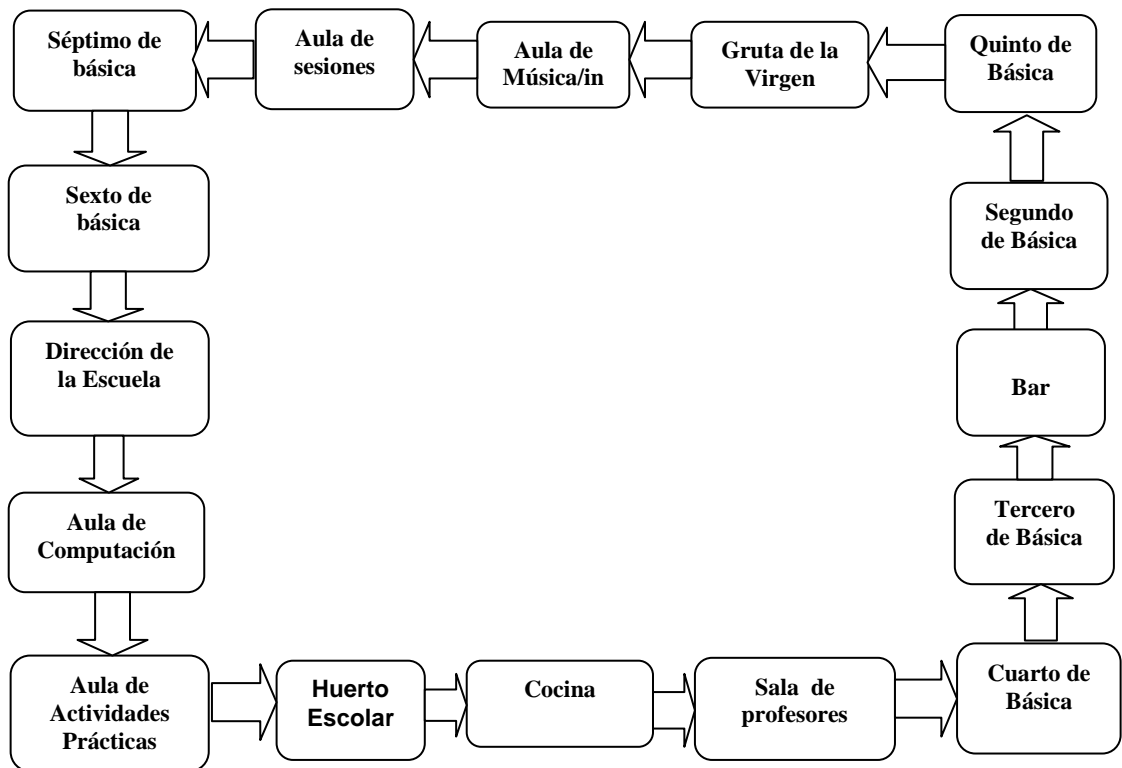 Séptimo de
básica
Aula de
sesiones
Aula de
Música/in
Gruta de la
Virgen
Quinto de
Básica
Sexto de
básica
Segundo
de Básica
Dirección de
la Escuela
Bar
Aula de
Computación
Tercero
de Básica
Aula de
Actividades
Prácticas
Huerto
Escolar
Cocina
Sala de
profesores
Cuarto de
Básica